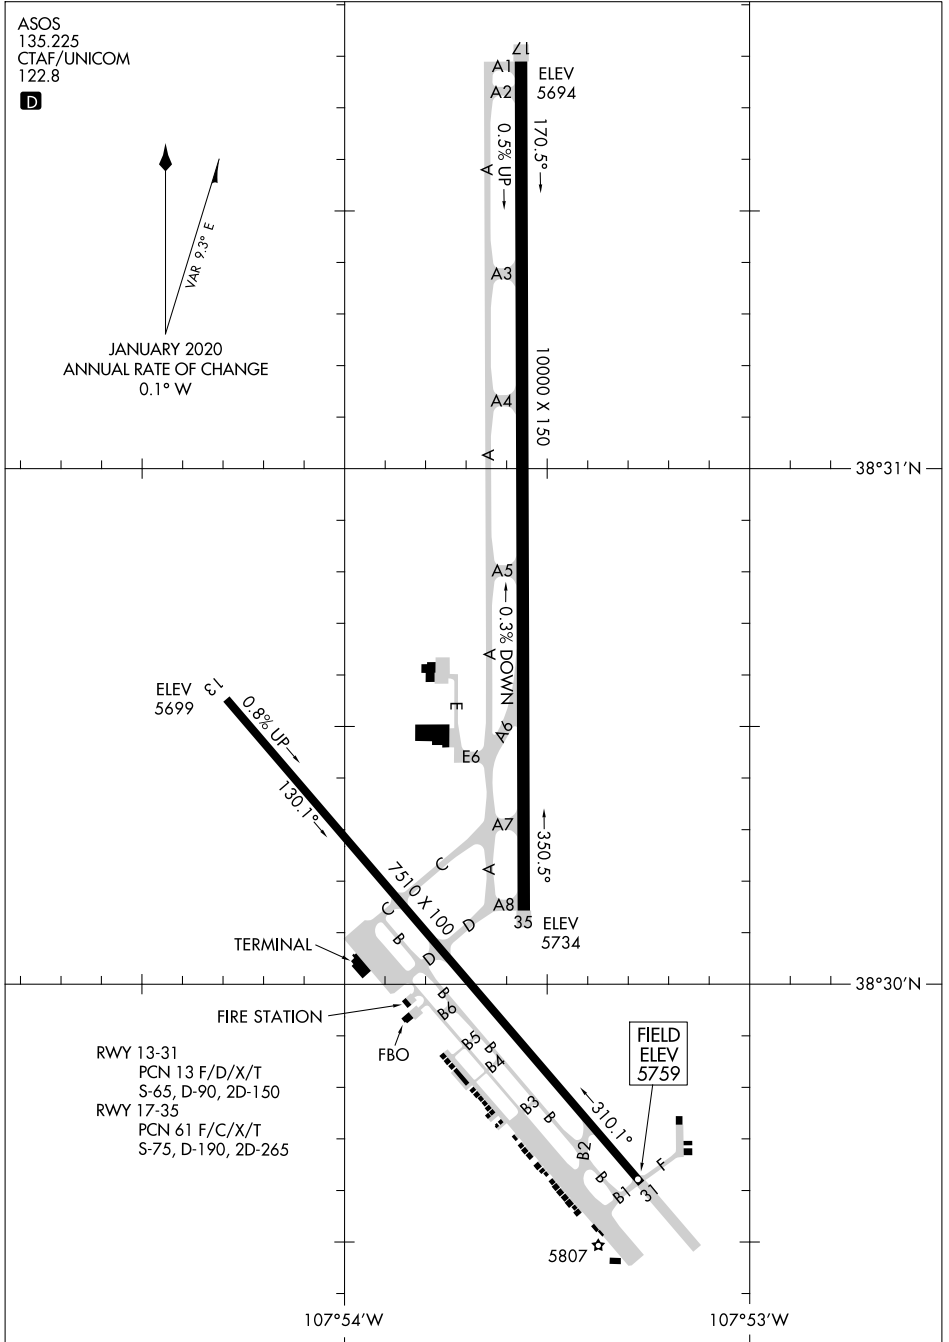 ASOS
135.225
CTAF/UNICOM
122.8
D
VAR 9.3° E
JANUARY 2020
ANNUAL RATE OF CHANGE
0.1° W
17
ELEV
5694
A1
A2
A
0.5% UP
170.5°
A3
10000 X 150
A4
A
38°31'N
A5
0.3% DOWN
A
E
A6
E6
ELEV
5699
13
0.8% UP
130.1°
A7
350.5°
C
A
7510 X 100
A8
35
ELEV
5734
C
B
D
D
TERMINAL
38°30'N
B
B6
FIRE STATION
FBO
B5
B
B4
FIELD
ELEV
5759
RWY 13-31
PCN 13 F/D/X/T
S-65, D-90, 2D-150
RWY 17-35
PCN 61 F/C/X/T
S-75, D-190, 2D-265
B3
B
310.1°
B2
B
F
B1
31
5807
107°54'W
107°53'W